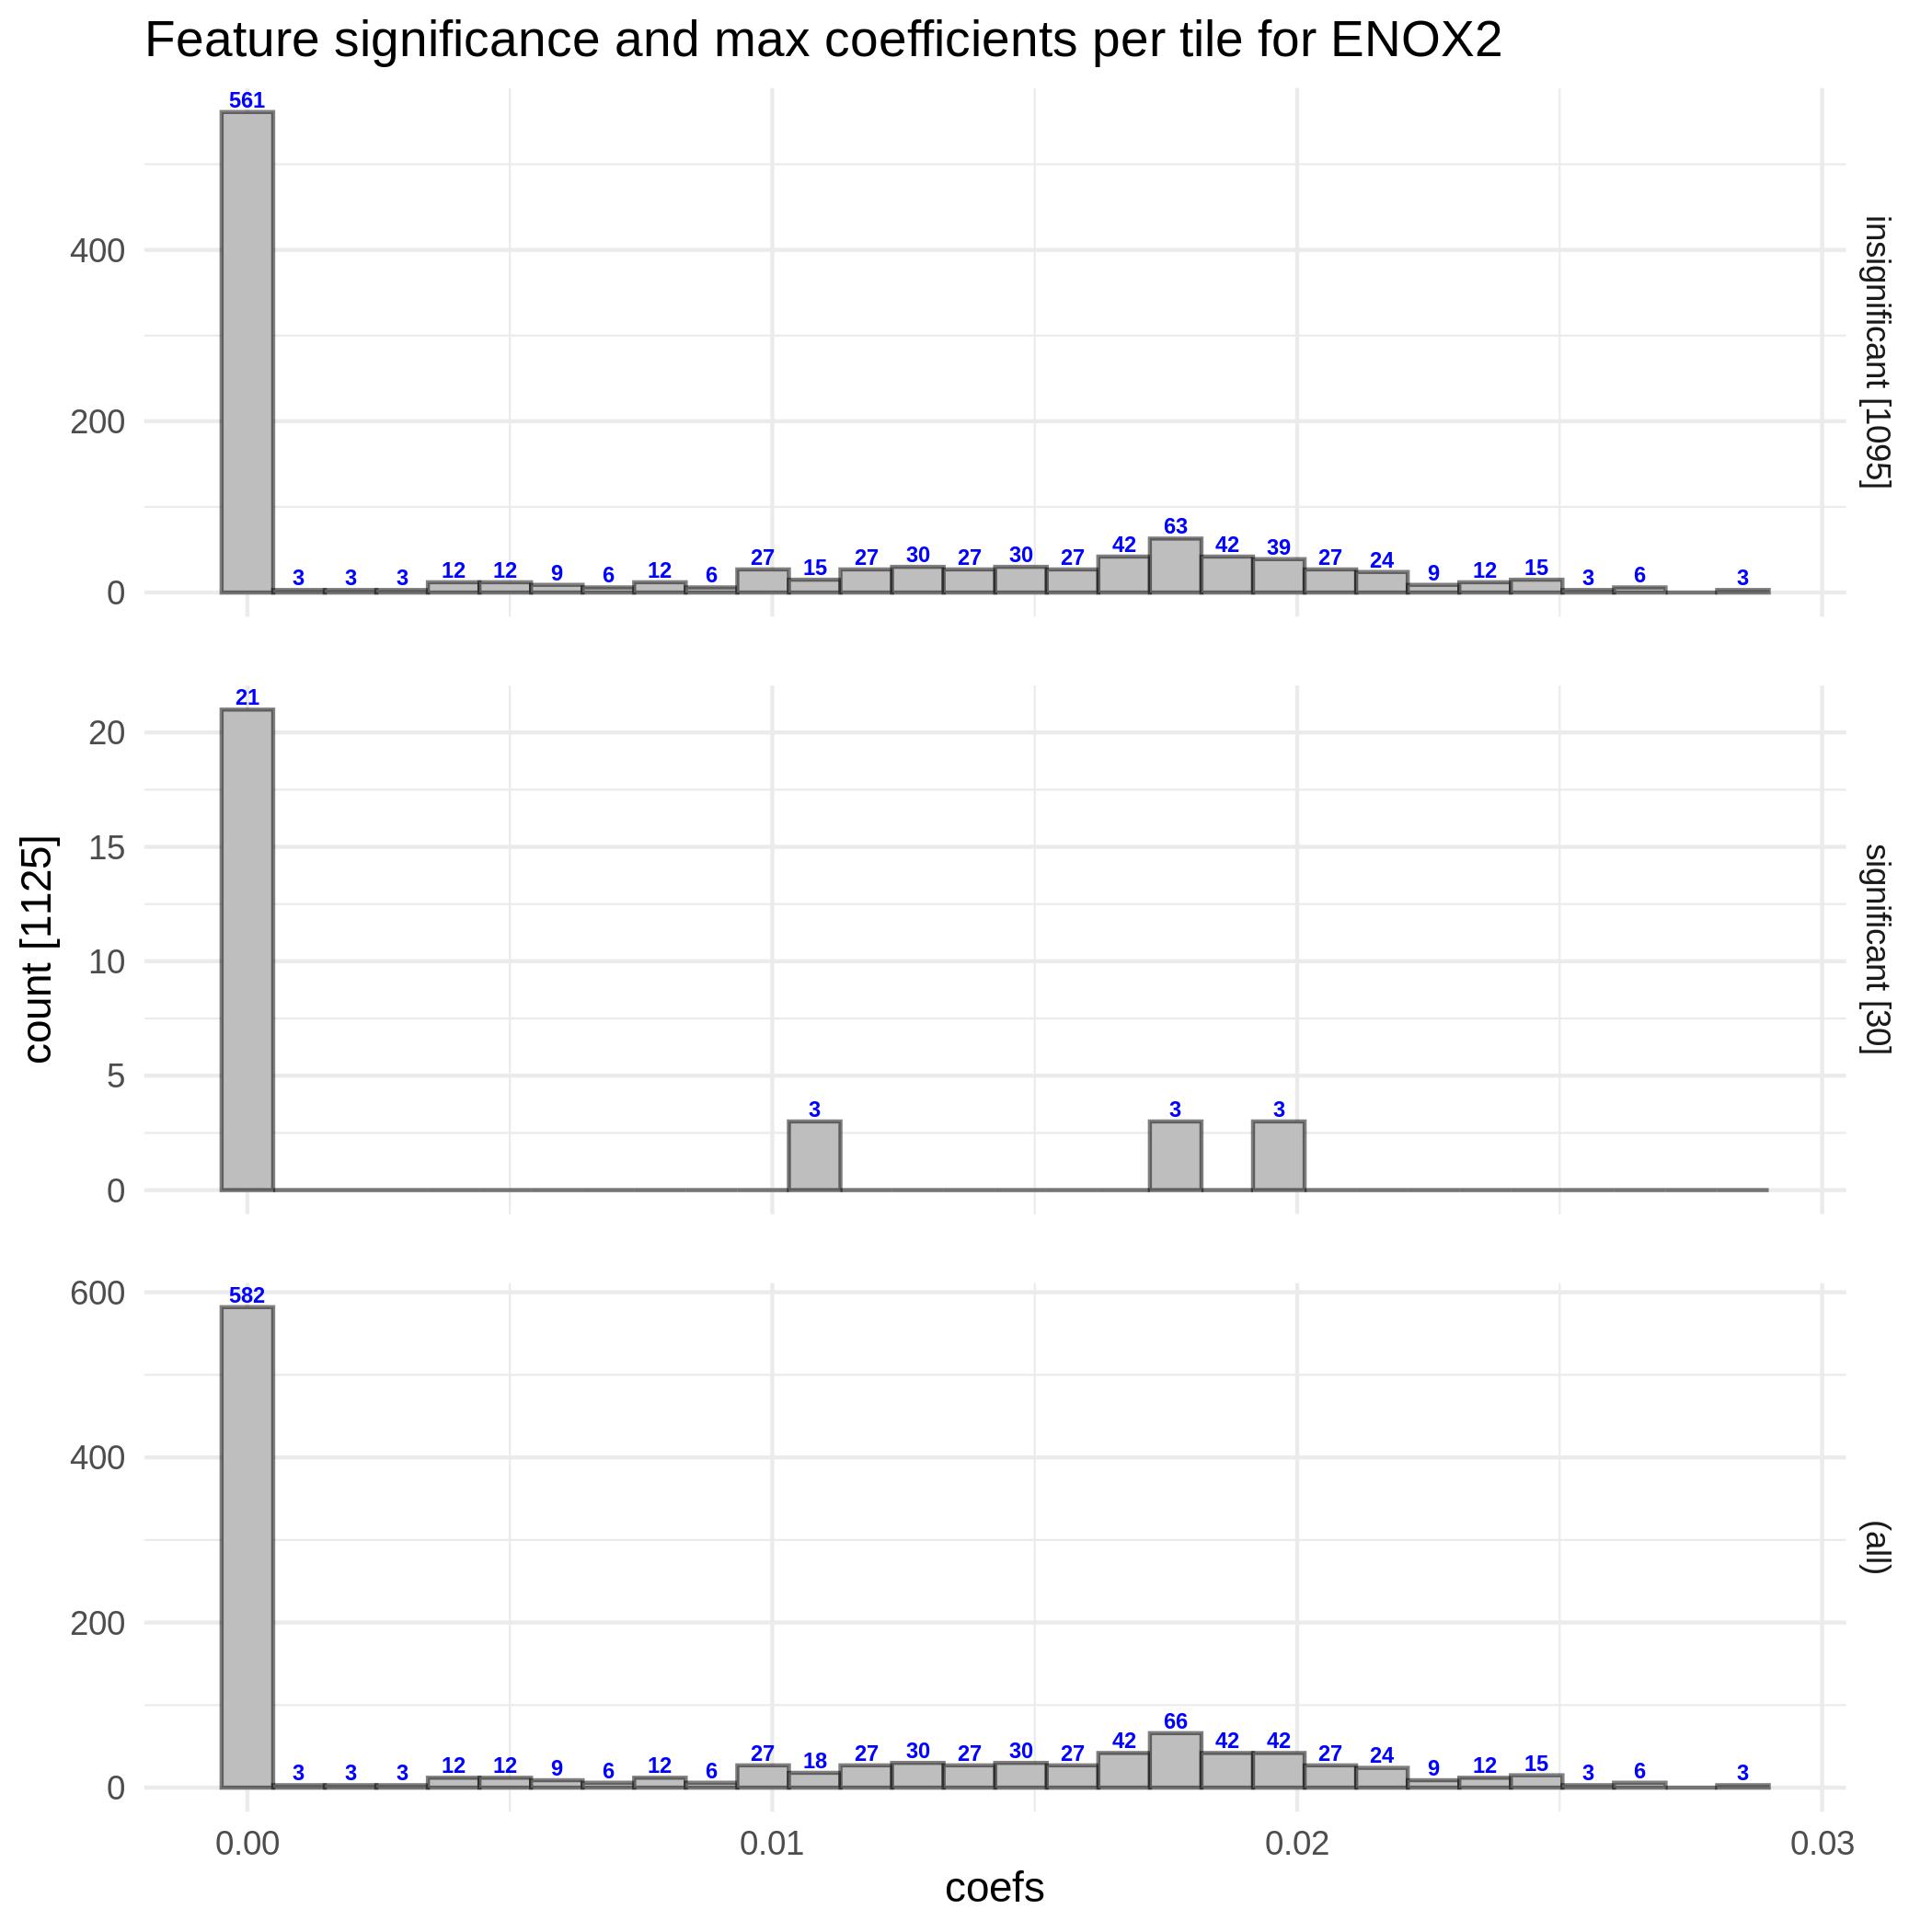 Feature significance and max coefficients per tile for ENOX2
561
3 3 3 12 12 9 6 12 6 27 15 27 30 27 30 27 42 63 42 39 27 24 9 12 15 3 6 3
400
200
0
insignificant [1095]
21
3 3 3
20
15
10
5
0
significant [30]
count [1125]
582
3 3 3 12 12 9 6 12 6 27 18 27 30 27 30 27 42 66 42 42 27 24 9 12 15 3 6 3
600
400
200
0
(all)
0.00 0.01 0.02 0.03
coefs